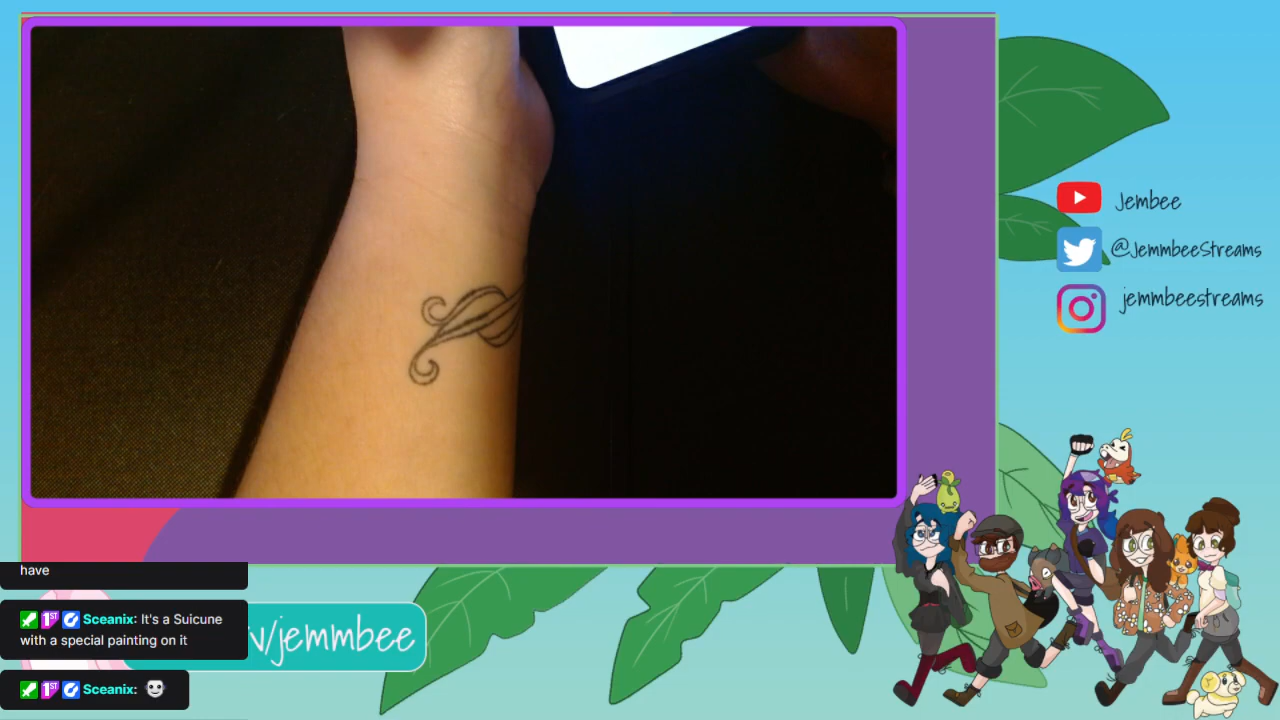 Jembee
@JemmbeeStreams
jemmbeestreams
have
Sceanix: It's a Suicune
with a special painting on it
v/jemmbee
Sceanix: